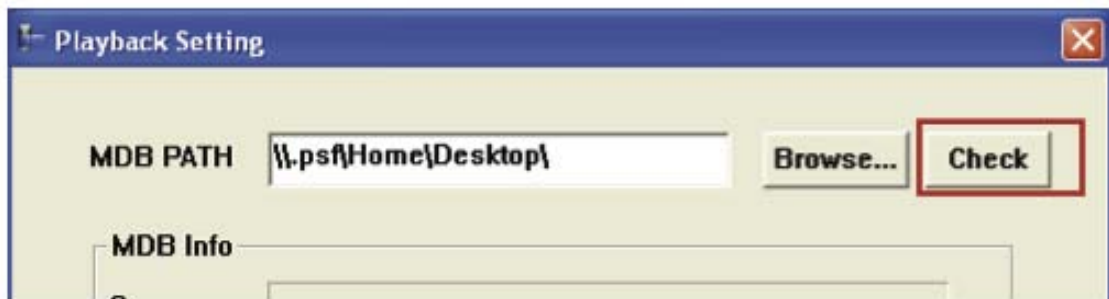 Playback Setting
MDB PATH \\.psf\Home\Desktop\ Browse... Check
MDB Info